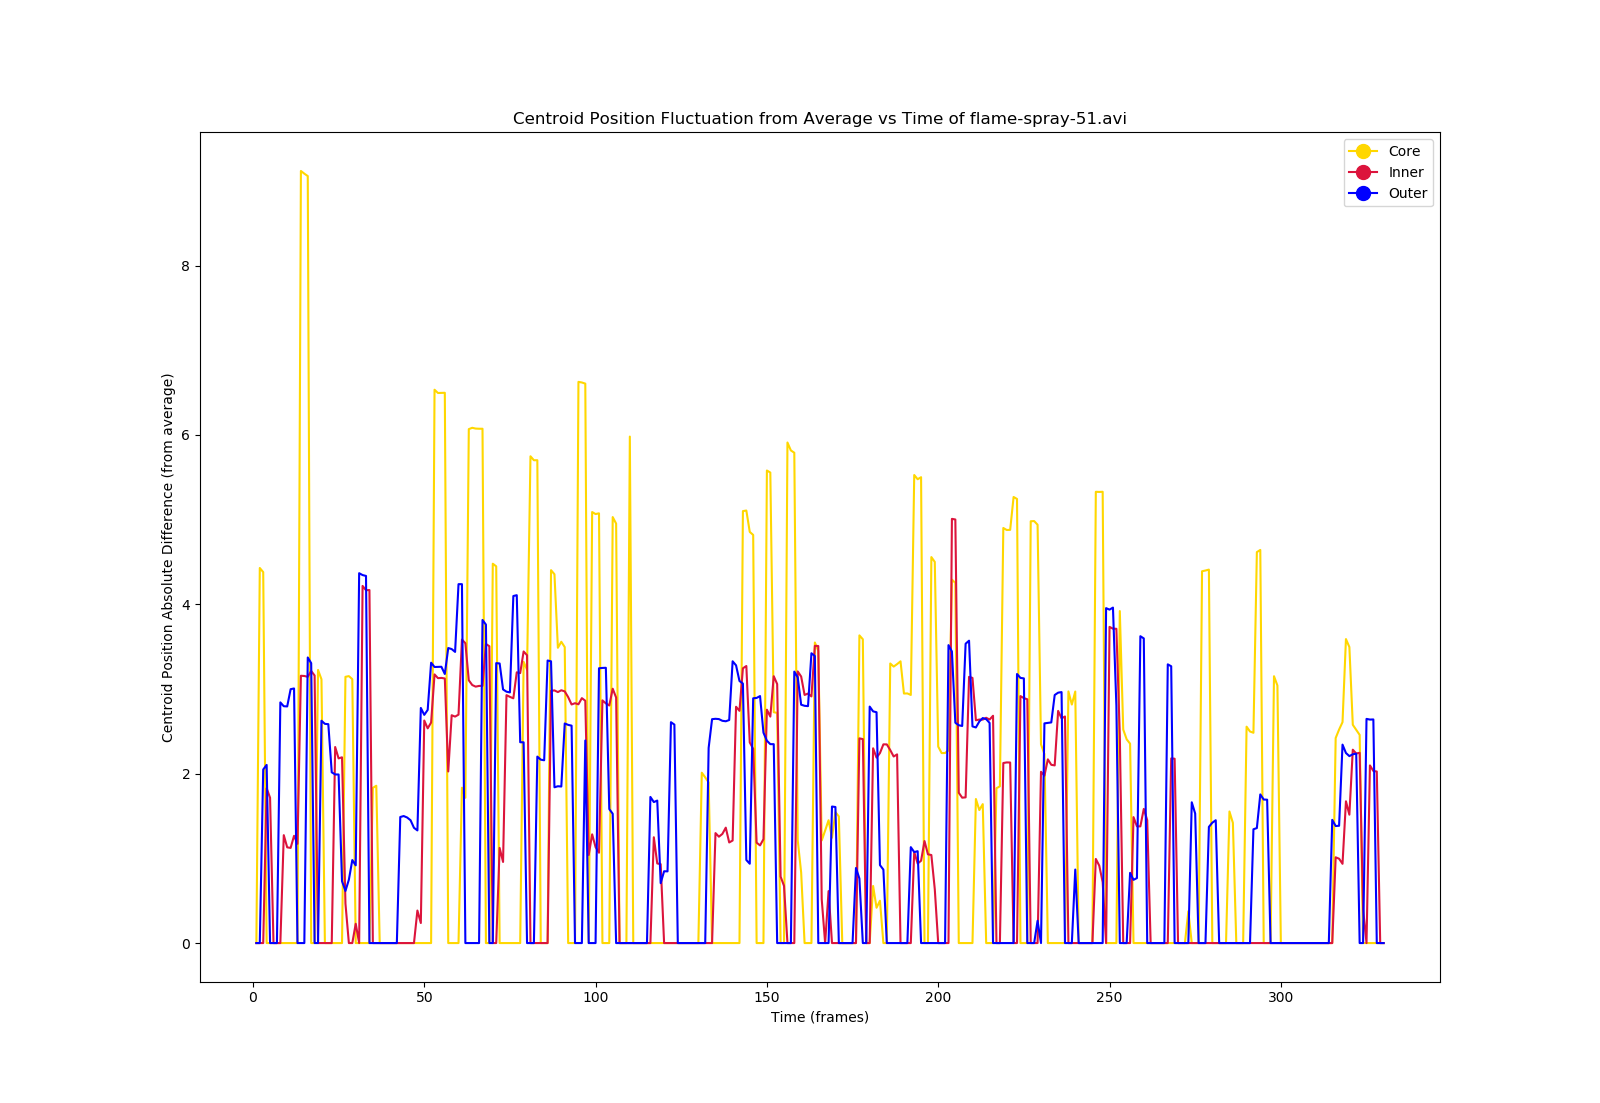 Centroid Position Fluctuation from Average vs Time of flame-spray-51.avi
Core
Inner
Outer
Centroid Position Absolute Difference (from average)
8
6
4
2
0
0 50 100 150 200 250 300
Time (frames)